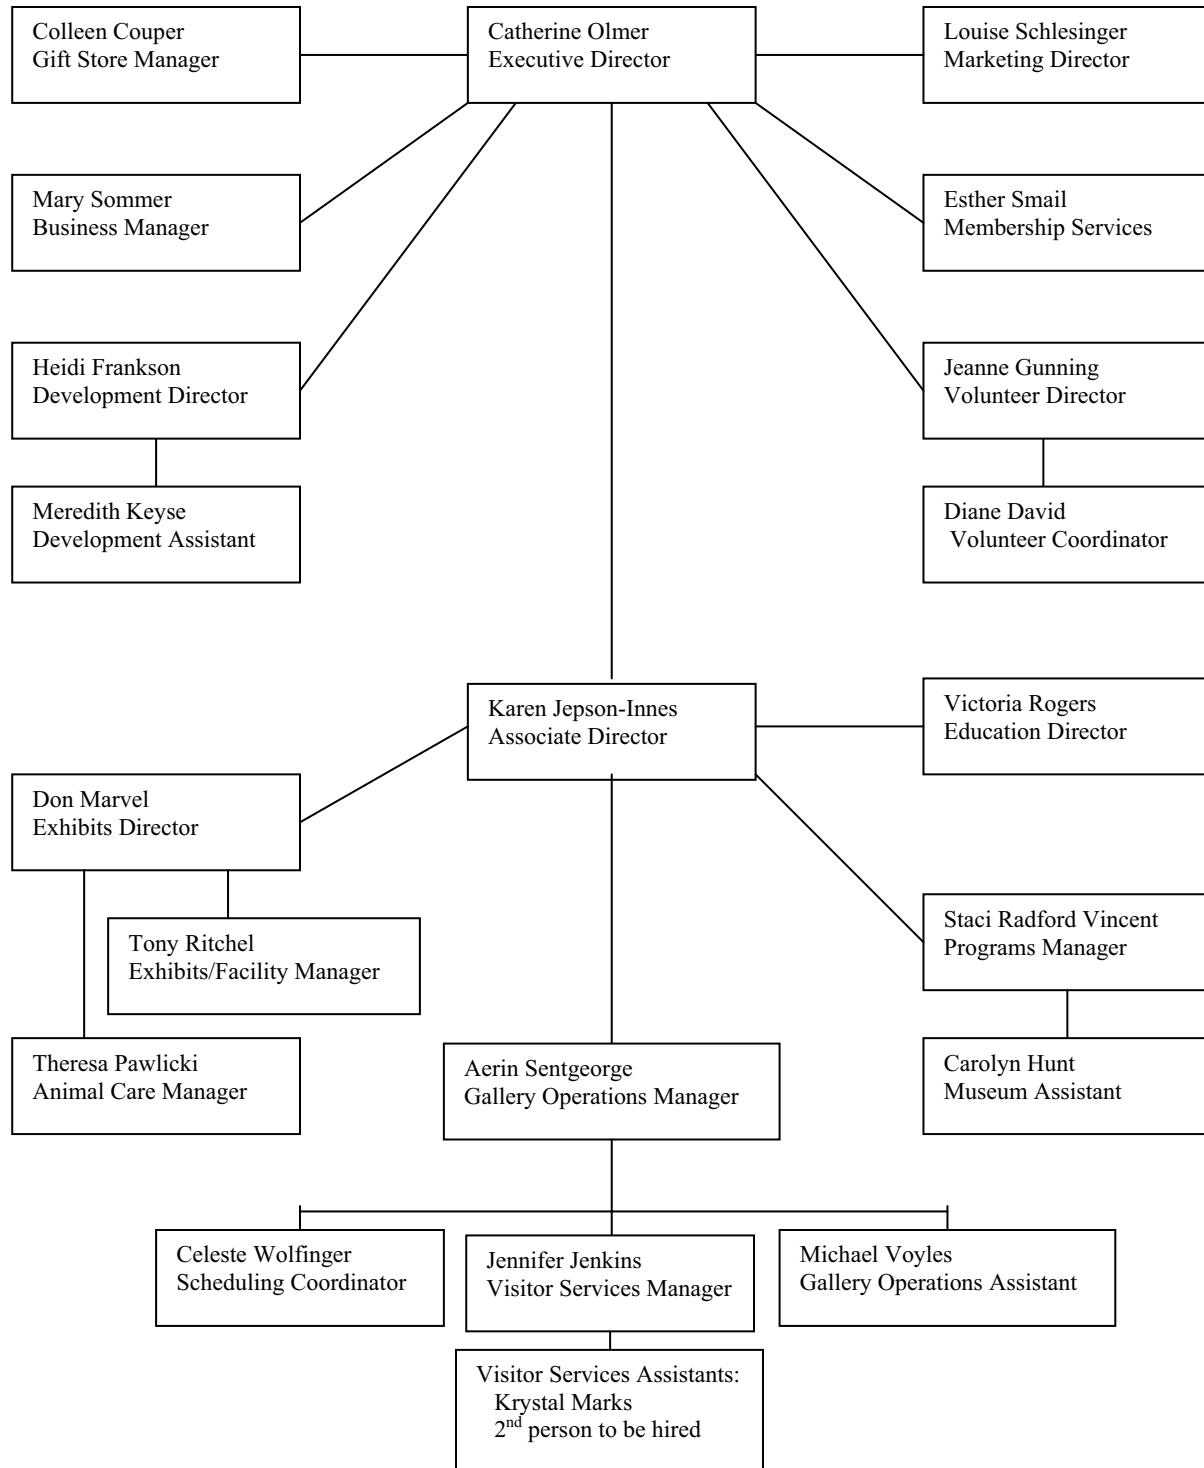 Colleen Couper
Gift Store Manager
Catherine Olmer
Executive Director
Louise Schlesinger
Marketing Director
Mary Sommer
Business Manager
Esther Smail
Membership Services
Heidi Frankson
Development Director
Jeanne Gunning
Volunteer Director
Meredith Keyse
Development Assistant
Diane David
Volunteer Coordinator
Karen Jepson-Innes
Associate Director
Victoria Rogers
Education Director
Don Marvel
Exhibits Director
Tony Ritchel
Exhibits/Facility Manager
Staci Radford Vincent
Programs Manager
Theresa Pawlicki
Animal Care Manager
Aerin Sentgeorge
Gallery Operations Manager
Carolyn Hunt
Museum Assistant
Celeste Wolfinger
Scheduling Coordinator
Jennifer Jenkins
Visitor Services Manager
Michael Voyles
Gallery Operations Assistant
Visitor Services Assistants:
Krystal Marks
2nd person to be hired